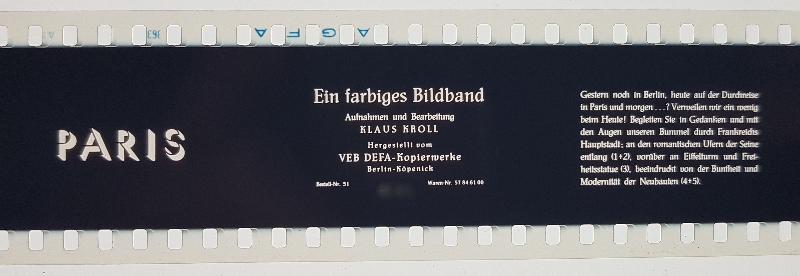 363
AGFA
PARIS
Ein farbiges Bildband
Aufnahmen und Bearbeitung
KLAUS KROLL
Hergestellt vom
VEB DEFA-Kopierwerke
Berlin-Köpenick
Bestell-Nr. 51
Waren-Nr. 57 84 61 00
Gestern noch in Berlin, heute auf der Durchreise
in Paris und morgen...? Verweilen wir ein wenig
beim Heute! Begleiten Sie in Gedanken und mit
den Augen unseren Bummel durch Frankreichs
Hauptstadt; an den romantischen Ufern der Seine
entlang (1+2), vorüber an Eiffelturm und Frei-
heitsstatue (3), beeindruckt von der Buntheit und
Modernität der Neubauten (4+5).